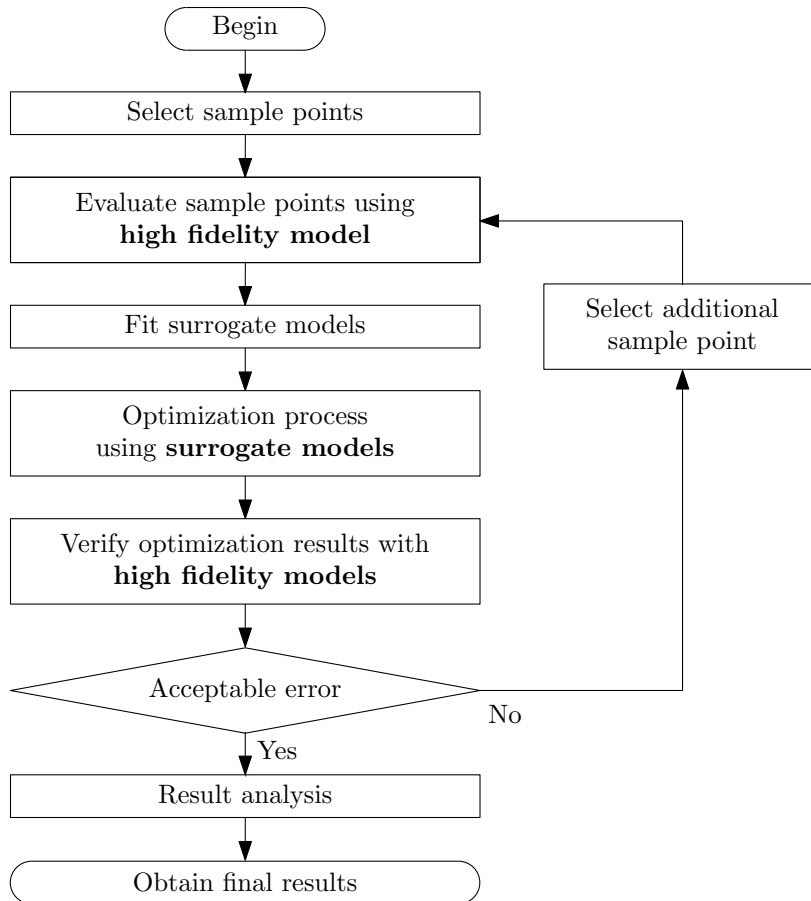 Begin
Select sample points
Evaluate sample points using
high fidelity model
Select additional
sample point
Fit surrogate models
Optimization process
using surrogate models
Verify optimization results with
high fidelity models
Acceptable error
No
Yes
Result analysis
Obtain final results